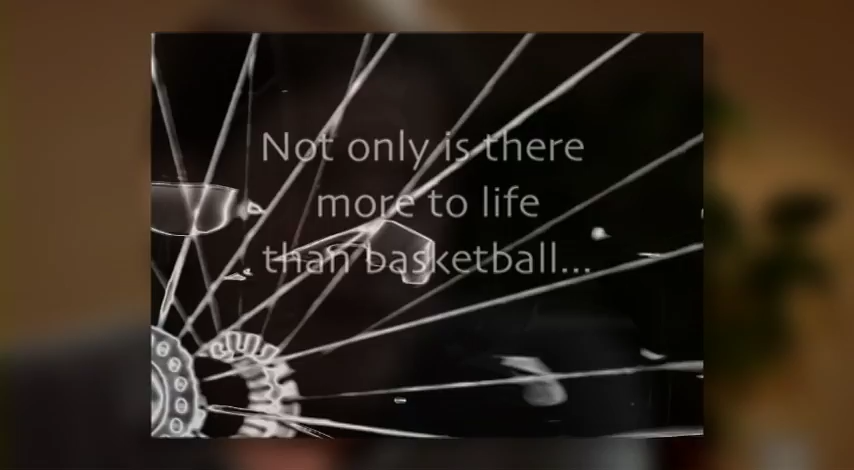 Not only is there
more to life
than basketball...